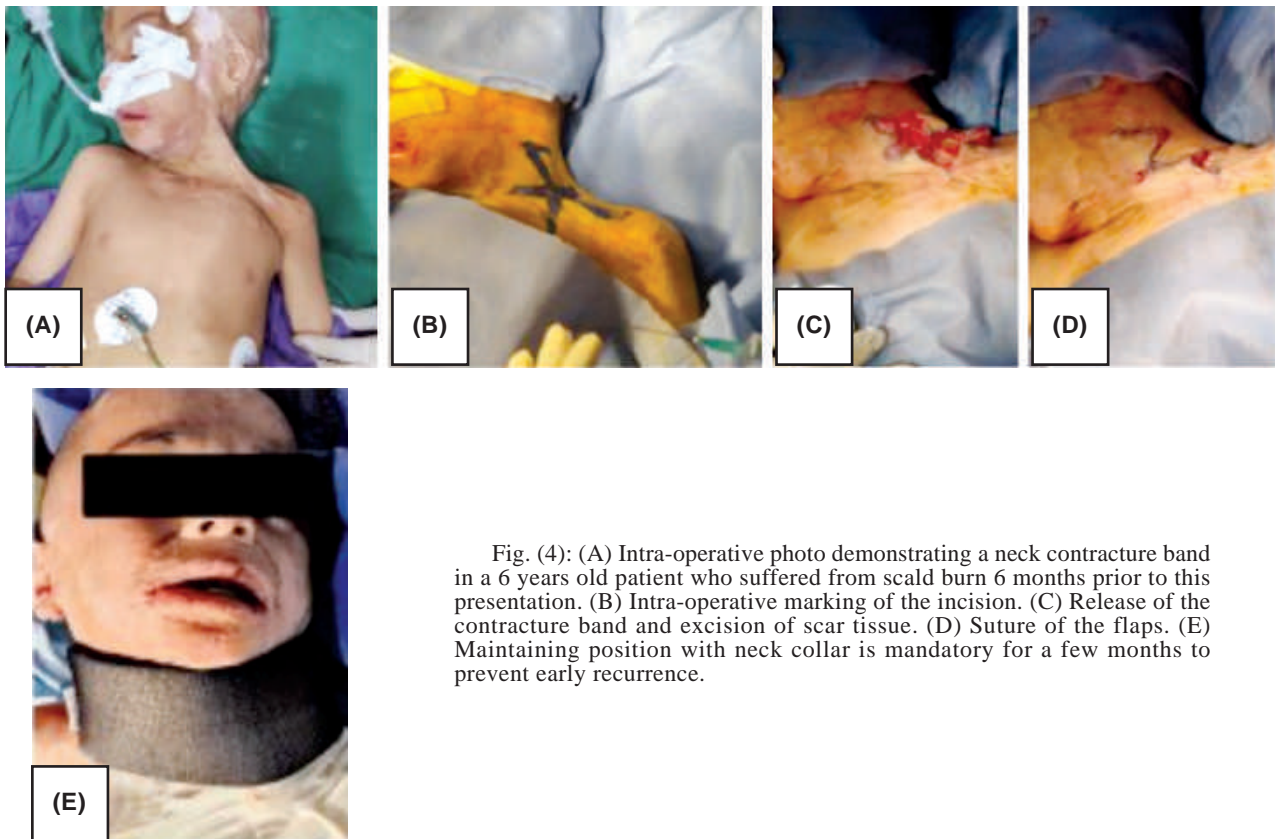 (A)
(B)
(C)
(D)
(E)
Fig. (4): (A) Intra-operative photo demonstrating a neck contracture band
in a 6 years old patient who suffered from scald burn 6 months prior to this
presentation. (B) Intra-operative marking of the incision. (C) Release of the
contracture band and excision of scar tissue. (D) Suture of the flaps. (E)
Maintaining position with neck collar is mandatory for a few months to
prevent early recurrence.